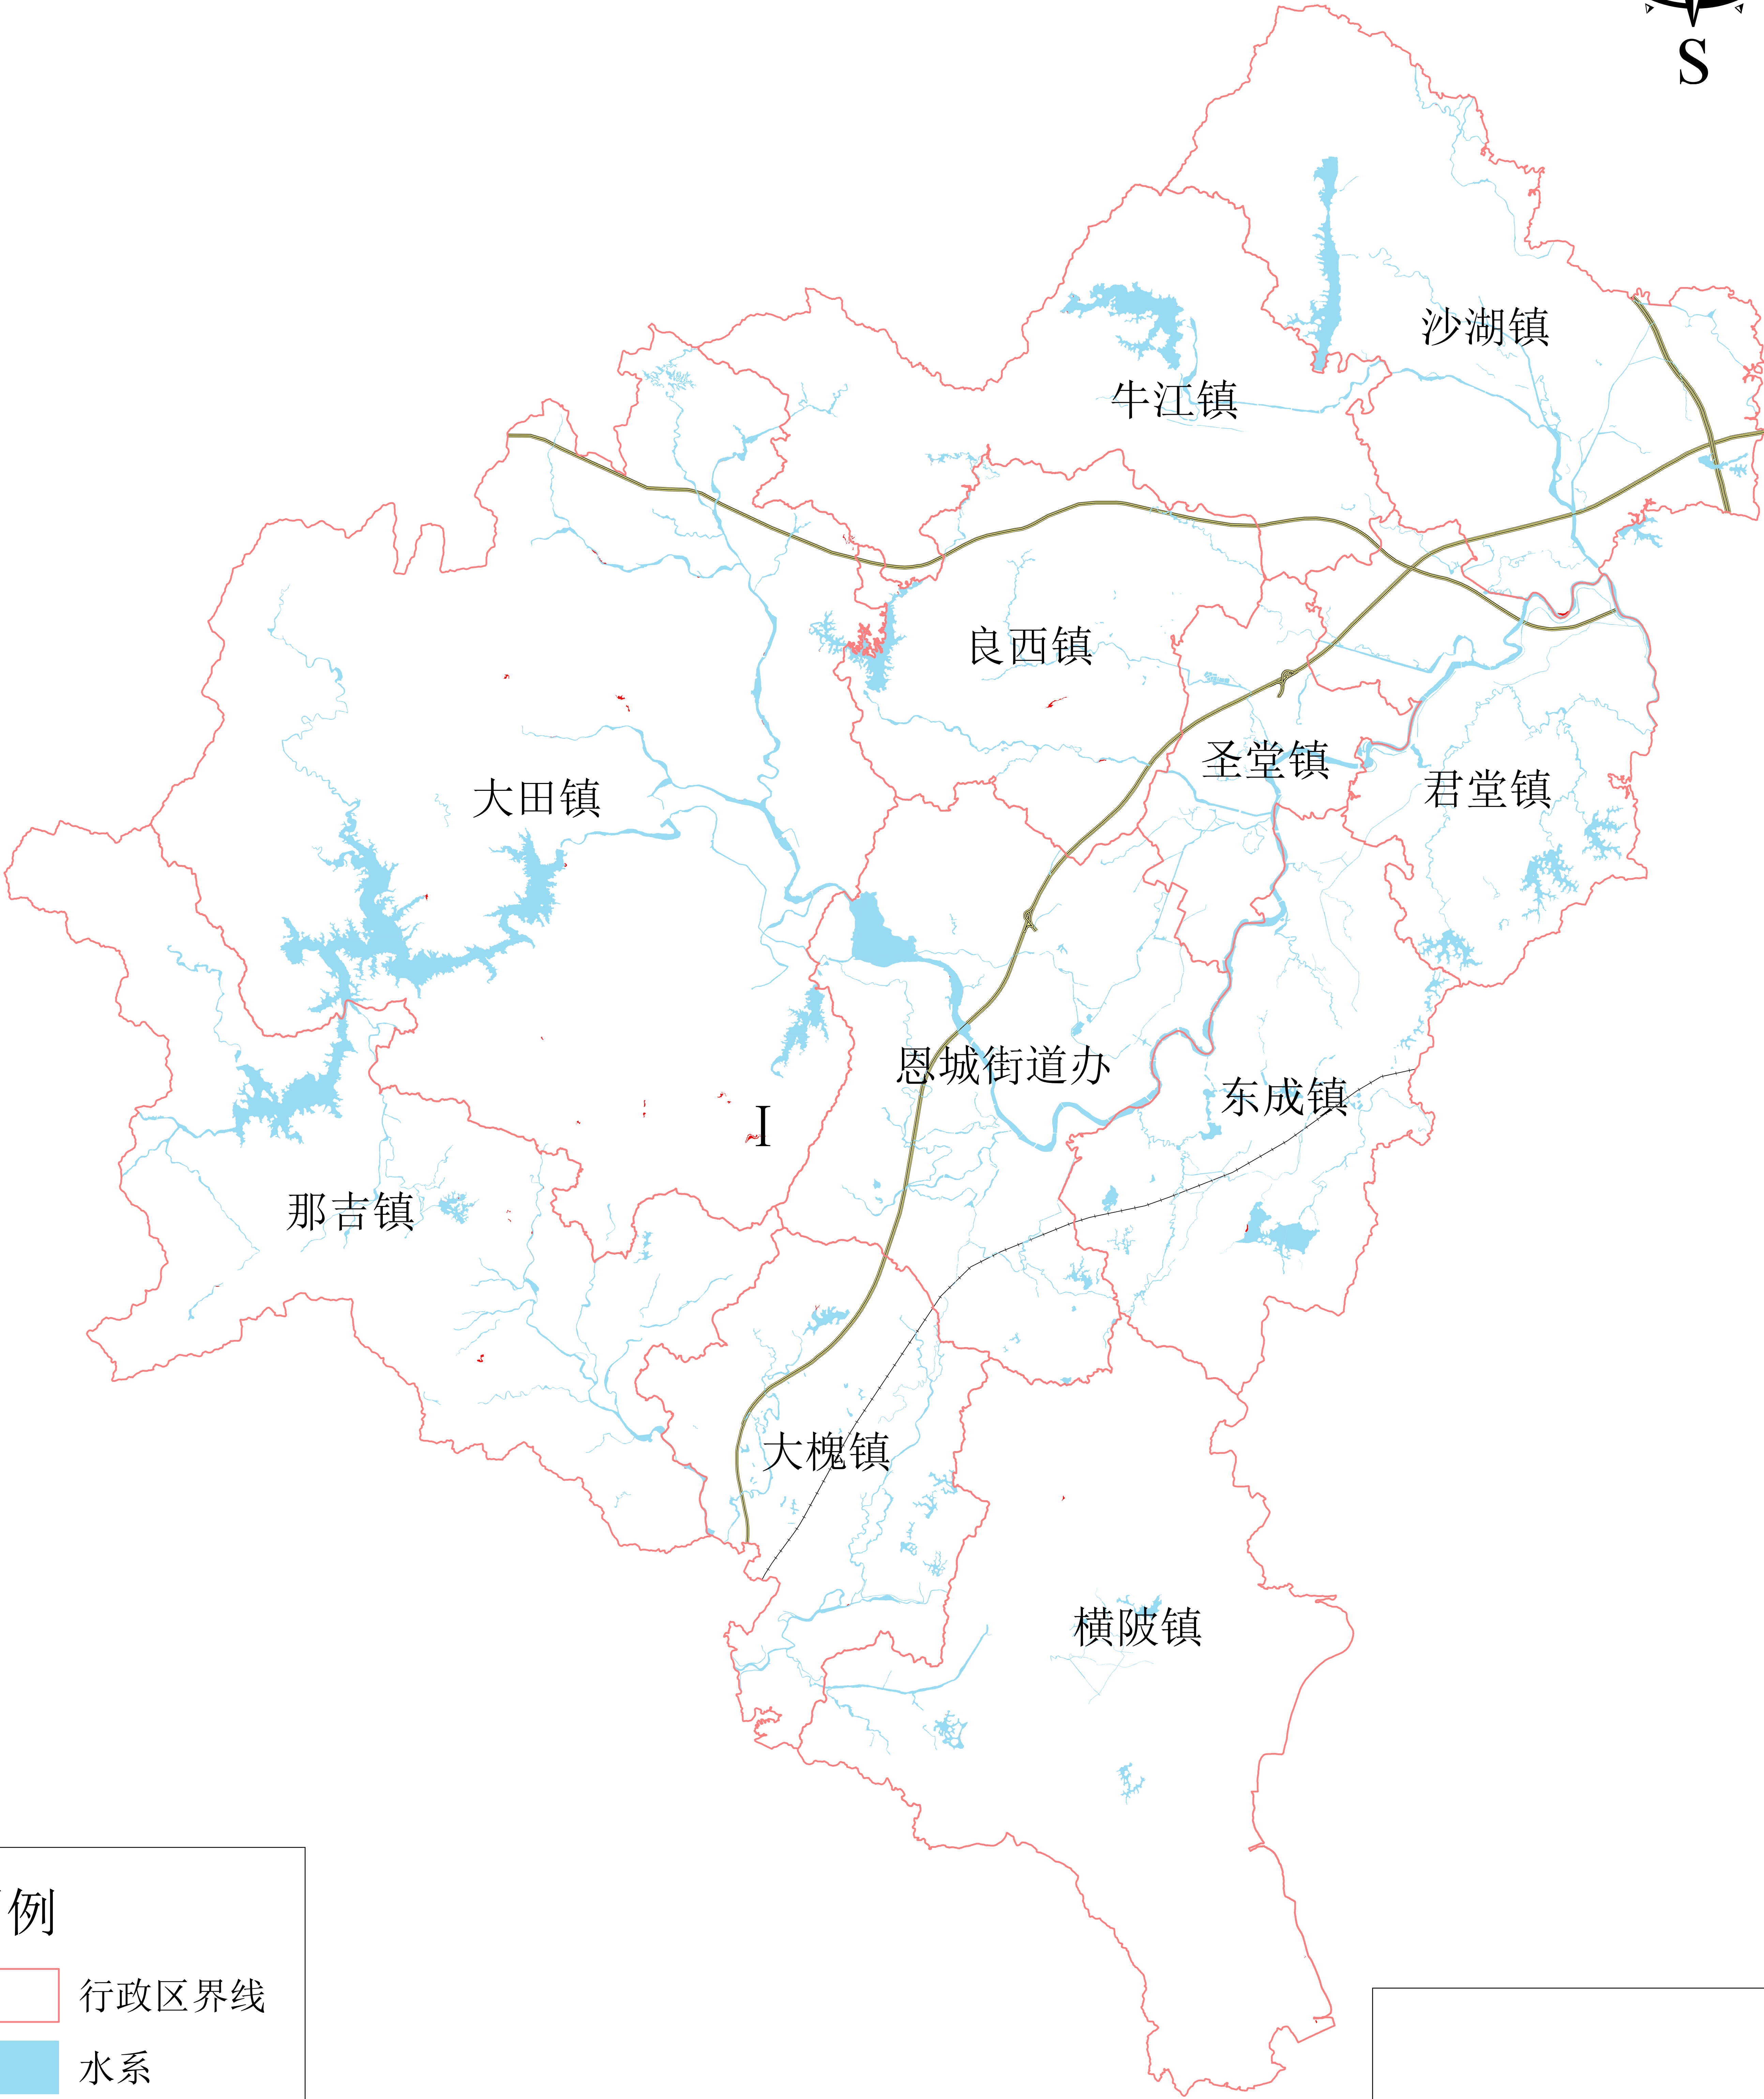 S
沙湖镇
牛江镇
良西镇
圣堂镇
君堂镇
大田镇
恩城街道办
东成镇
I
那吉镇
大槐镇
横陂镇
例
行政区界线
水系